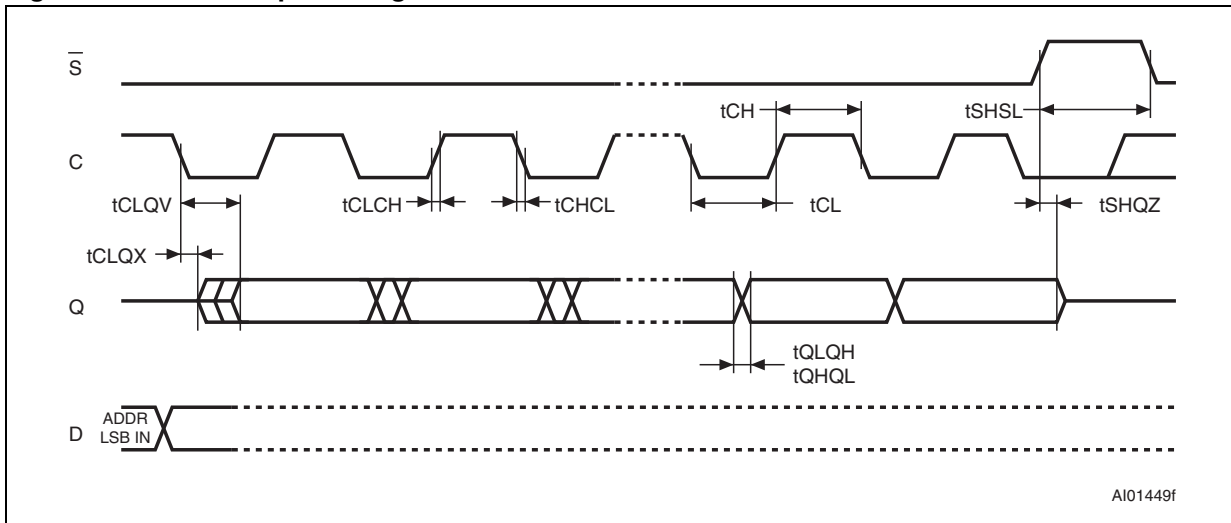 S
tCH
tSHSL
C
tCLQV
tCLCH
tCHCL
tCL
tSHQZ
tCLQX
Q
tQLQH
tQHQL
ADDR
D
LSB IN
AI01449f